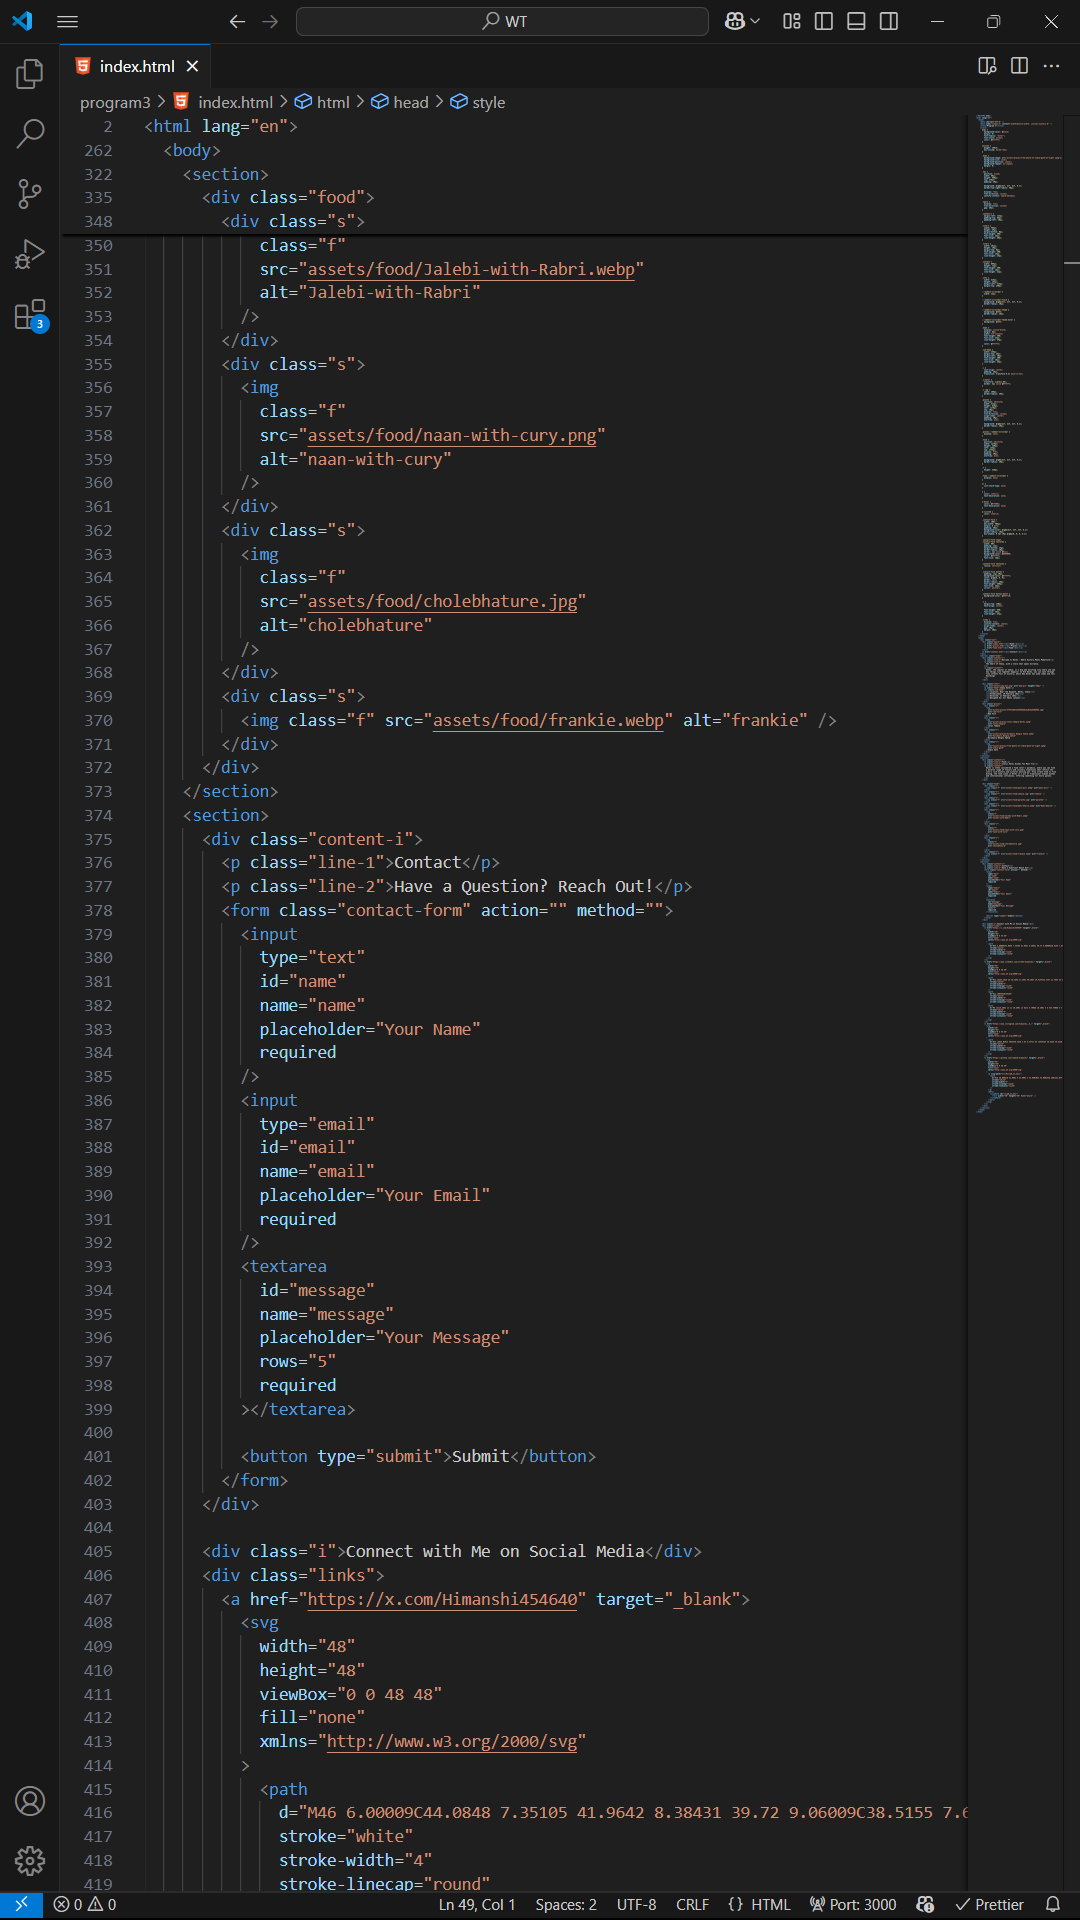 WT
index.html
program3 > index.html > html > head > style
2 <html lang="en">
262 <body>
322 <section>
335 <div class="food">
348 <div class="s">
350 class="f"
351 src="assets/food/Jalebi-with-Rabri.webp"
352 alt="Jalebi-with-Rabri"
353 />
354 </div>
355 <div class="s">
356 <img
357 class="f"
358 src="assets/food/naan-with-cury.png"
359 alt="naan-with-cury"
360 />
361 </div>
362 <div class="s">
363 <img
364 class="f"
365 src="assets/food/cholebhature.jpg"
366 alt="cholebhature"
367 />
368 </div>
369 <div class="s">
370 <img class="f" src="assets/food/frankie.webp" alt="frankie" />
371 </div>
372 </div>
373 </section>
374 <section>
375 <div class="content-i">
376 <p class="line-1">Contact</p>
377 <p class="line-2">Have a Question? Reach Out!</p>
378 <form class="contact-form" action="" method="">
379 <input
380 type="text"
381 id="name"
382 name="name"
383 placeholder="Your Name"
384 required
385 />
386 <input
387 type="email"
388 id="email"
389 name="email"
390 placeholder="Your Email"
391 required
392 />
393 <textarea
394 id="message"
395 name="message"
396 placeholder="Your Message"
397 rows="5"
398 required
399 ></textarea>
400
401 <button type="submit">Submit</button>
402 </form>
403 </div>
404
405 <div class="i">Connect with Me on Social Media</div>
406 <div class="links">
407 <a href="https://x.com/Himanshi454640" target="_blank">
408 <svg
409 width="48"
410 height="48"
411 viewBox="0 0 48 48"
412 fill="none"
413 xmlns="http://www.w3.org/2000/svg"
414 >
415 <path
416 d="M46 6.00009C44.0848 7.35105 41.9642 8.38431 39.72 9.06009C38.5155 7.6
417 stroke="white"
418 stroke-width="4"
419 stroke-linecap="round"
3
0 0 Ln 49, Col 1 Spaces: 2 UTF-8 CRLF {} HTML Port: 3000 Prettier